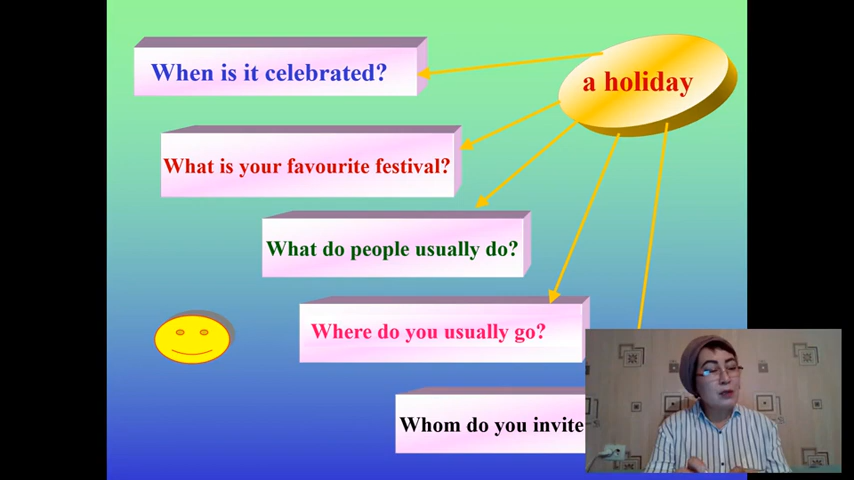 When is it celebrated?
a holiday
What is your favourite festival?
What do people usually do?
Where do you usually go?
Whom do you invite